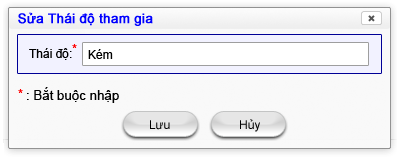 Sửa Thái độ tham gia
Thái độ:* Kém
* : Bắt buộc nhập
Lưu Hủy